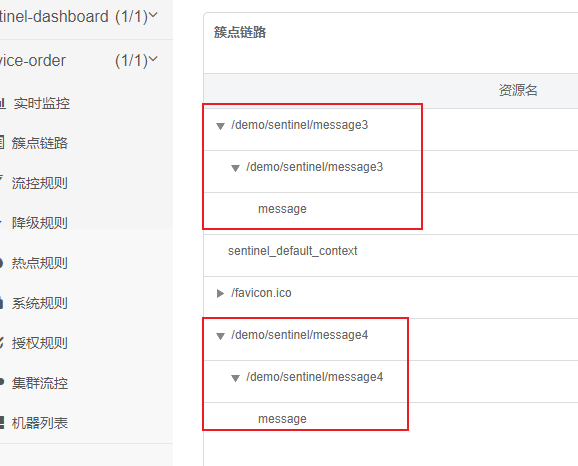 tinel-dashboard (1/1)
vice-order (1/1)
实时监控
簇点链路
流控规则
降级规则
热点规则
系统规则
授权规则
集群流控
机器列表
簇点链路
资源名
/demo/sentinel/message3
/demo/sentinel/message3
message
sentinel_default_context
/favicon.ico
/demo/sentinel/message4
/demo/sentinel/message4
message